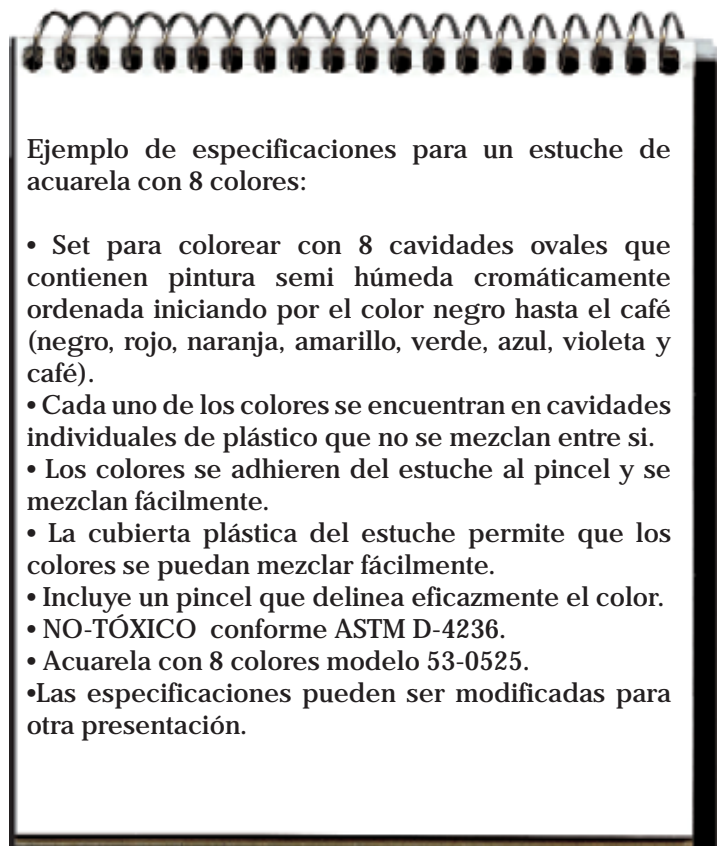 Ejemplo de especificaciones para un estuche de
acuarela con 8 colores:
• Set para colorear con 8 cavidades ovales que
contienen pintura semi húmeda cromáticamente
ordenada iniciando por el color negro hasta el café
(negro, rojo, naranja, amarillo, verde, azul, violeta y
café).
• Cada uno de los colores se encuentran en cavidades
individuales de plástico que no se mezclan entre si.
• Los colores se adhieren del estuche al pincel y se
mezclan fácilmente.
• La cubierta plástica del estuche permite que los
colores se puedan mezclar fácilmente.
• Incluye un pincel que delinea eficazmente el color.
• NO-TÓXICO  conforme ASTM D-4236.
• Acuarela con 8 colores modelo 53-0525.
•Las especificaciones pueden ser modificadas para
otra presentación.